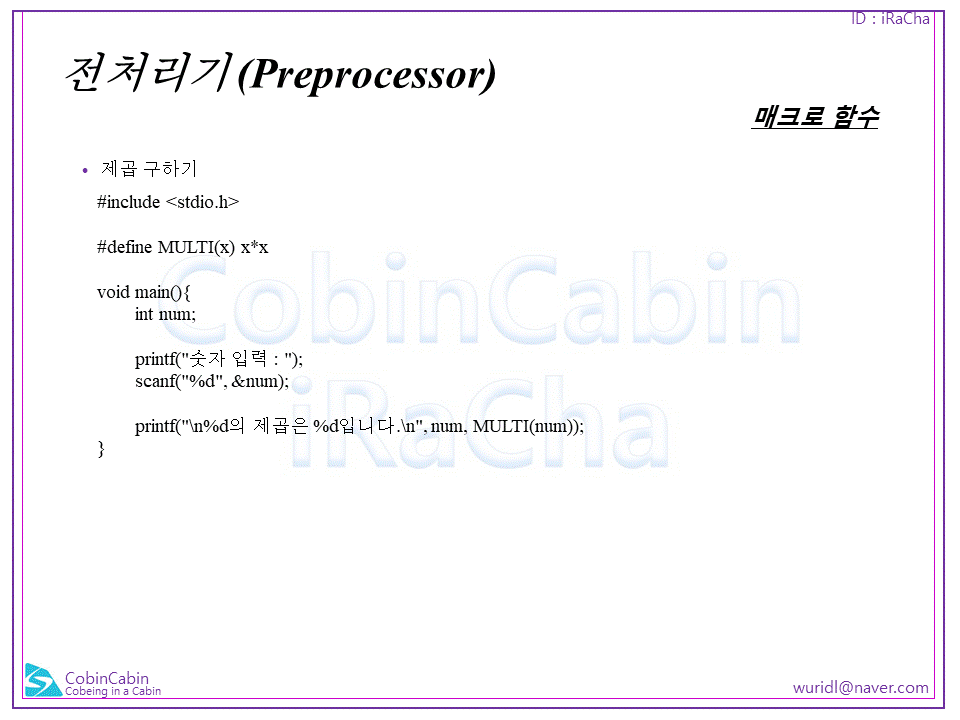 ID : iRaCha
전처리기(Preprocessor)
매크로 함수
• 제곱 구하기
#include <stdio.h>
#define MULTI(x) x*x
void main(){
int num;
printf("숫자 입력 : ");
scanf("%d", &num);
printf("\n%d의 제곱은 %d입니다.\n", num, MULTI(num));
}
CobinCabin
iRaCha
CobinCabin
Cobeing in a Cabin
wuridl@naver.com